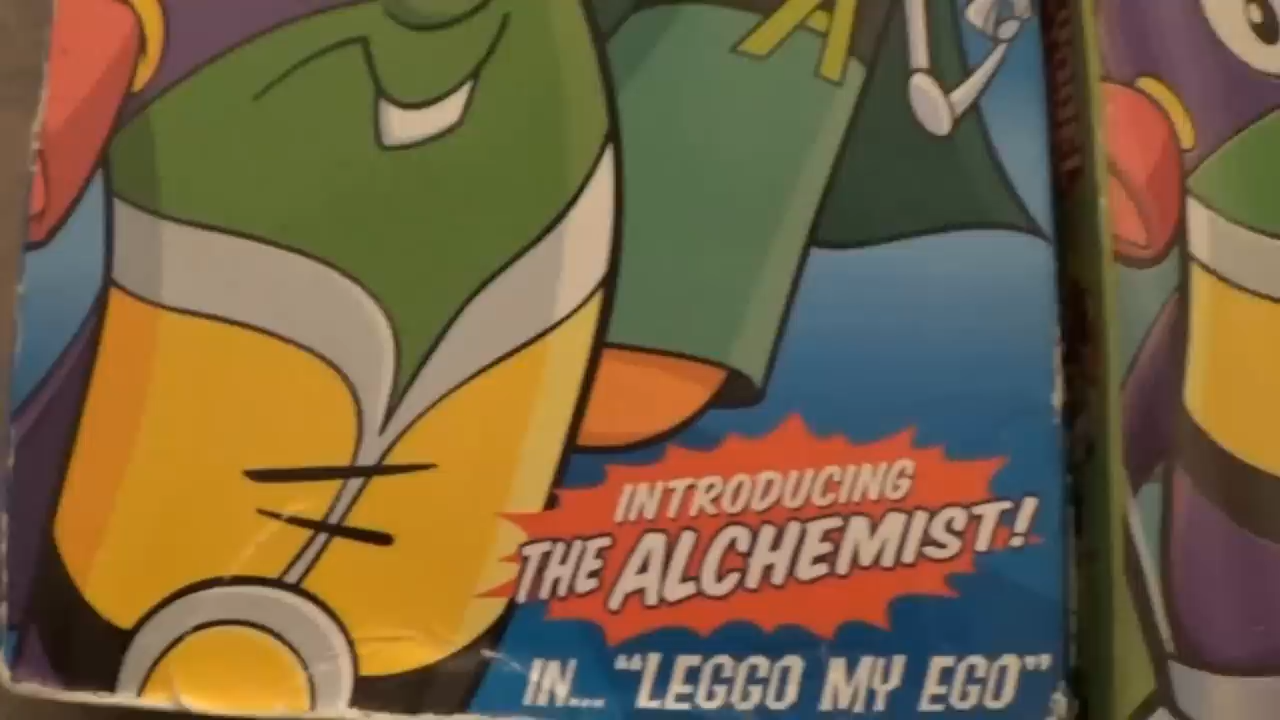 A
INTRODUCING
THE ALCHEMIST!
IN... "LEGGO MY EGO"